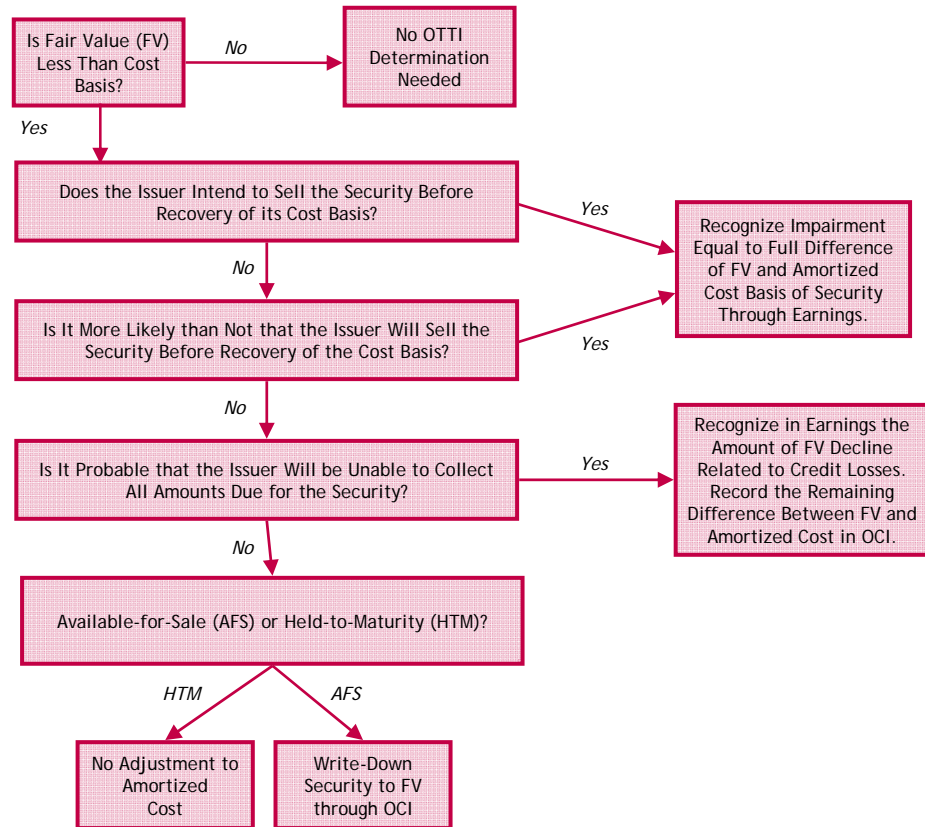 Is Fair Value (FV)
Less Than Cost
Basis?
No
No OTTI
Determination
Needed
Yes
Does the Issuer Intend to Sell the Security Before
Recovery of its Cost Basis?
Yes
Recognize Impairment
Equal to Full Difference
of FV and Amortized
Cost Basis of Security
Through Earnings.
No
Is It More Likely than Not that the Issuer Will Sell the
Security Before Recovery of the Cost Basis?
Yes
No
Is It Probable that the Issuer Will be Unable to Collect
All Amounts Due for the Security?
Yes
Recognize in Earnings the
Amount of FV Decline
Related to Credit Losses.
Record the Remaining
Difference Between FV and
Amortized Cost in OCI.
No
Available-for-Sale (AFS) or Held-to-Maturity (HTM)?
HTM
AFS
No Adjustment to
Amortized
Cost
Write-Down
Security to FV
through OCI